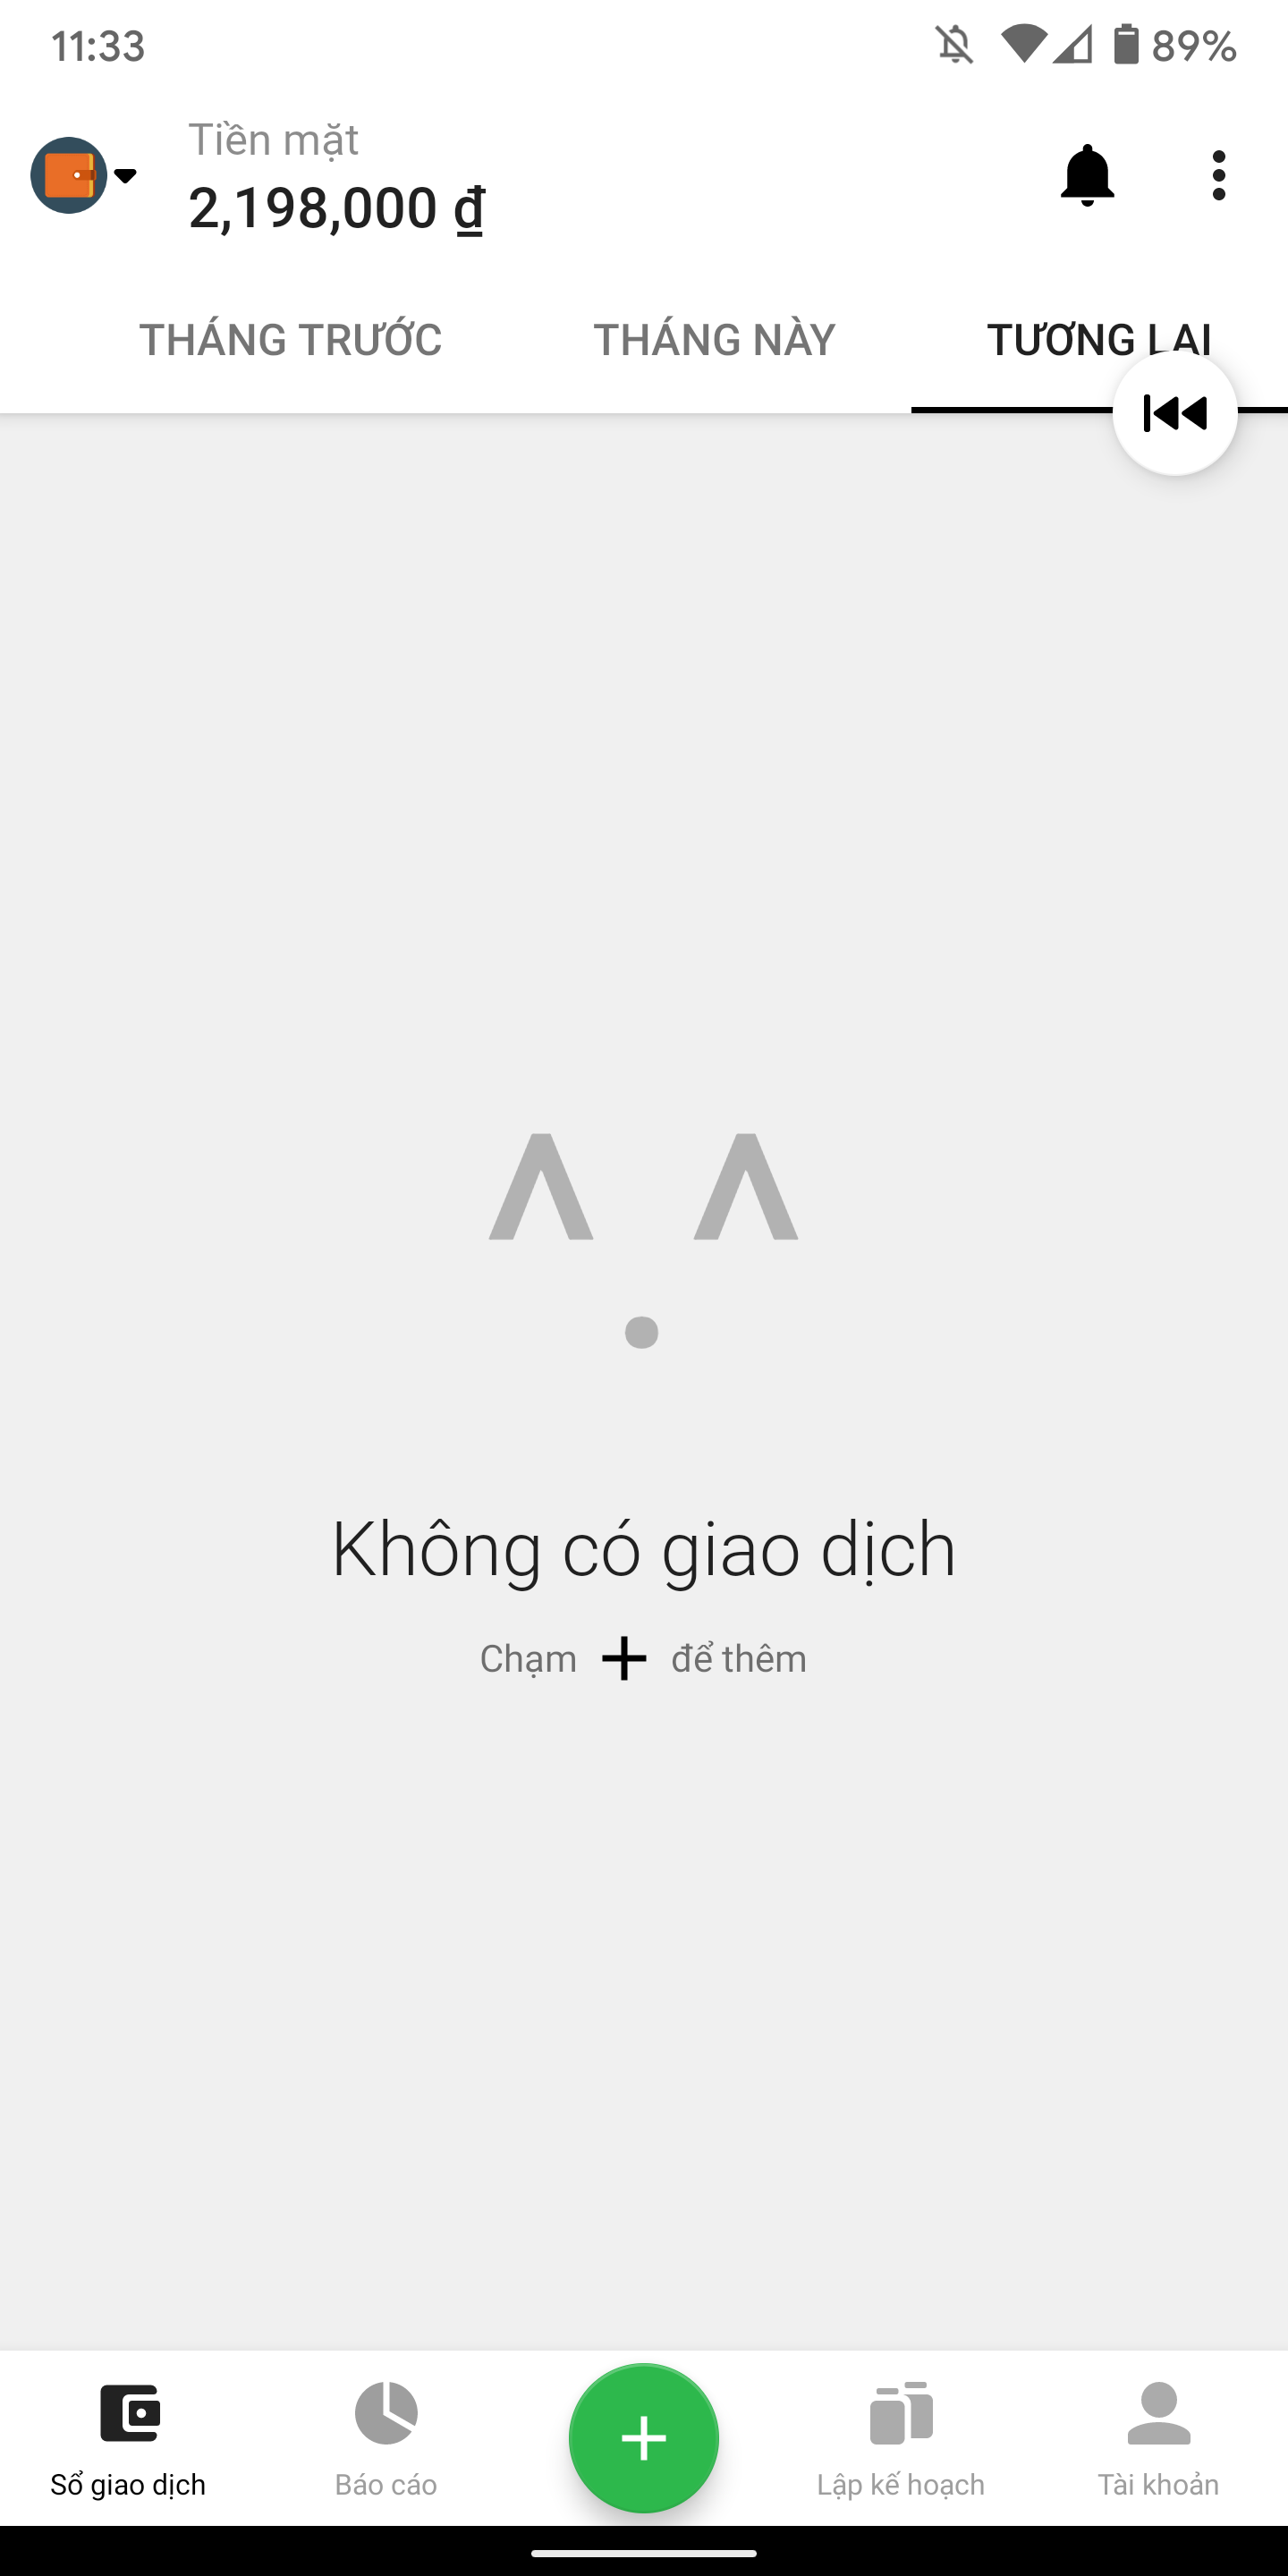 11:33
89%
Tiền mặt
2,198,000 ₫
THÁNG TRƯỚC
THÁNG NÀY
TƯƠNG LAI
Không có giao dịch
Chạm + để thêm
Sổ giao dịch
Báo cáo
Lập kế hoạch
Tài khoản